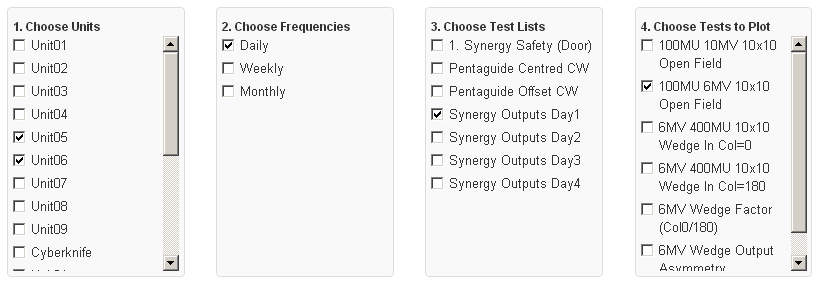 1. Choose Units
Unit01
Unit02
Unit03
Unit04
Unit05
Unit06
Unit07
Unit08
Unit09
Cyberknife
2. Choose Frequencies
Daily
Weekly
Monthly
3. Choose Test Lists
1. Synergy Safety (Door)
Pentaguide Centred CW
Pentaguide Offset CW
Synergy Outputs Day1
Synergy Outputs Day2
Synergy Outputs Day3
Synergy Outputs Day4
4. Choose Tests to Plot
100MU 10MV 10x10
Open Field
100MU 6MV 10x10
Open Field
6MV 400MU 10x10
Wedge In Col=0
6MV 400MU 10x10
Wedge In Col=180
6MV Wedge Factor
(Col0/180)
6MV Wedge Output
Asymmetry